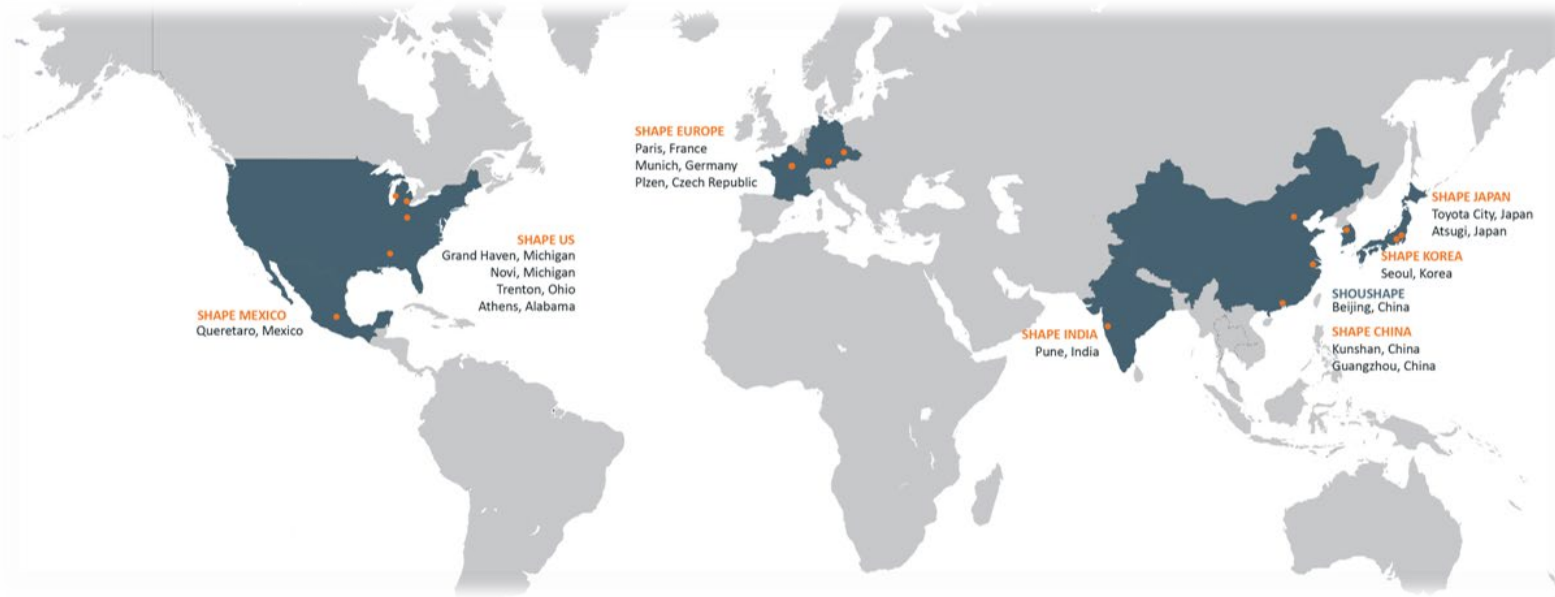 SHAPE EUROPE
Paris, France
Munich, Germany
Plzen, Czech Republic
SHAPE US
Grand Haven, Michigan
Novi, Michigan
Trenton, Ohio
Athens, Alabama
SHAPE MEXICO
Queretaro, Mexico
SHAPE INDIA
Pune, India
SHAPE JAPAN
Toyota City, Japan
Atsugi, Japan
SHAPE KOREA
Seoul, Korea
SHOUSHAPE
Beijing, China
SHAPE CHINA
Kunshan, China
Guangzhou, China